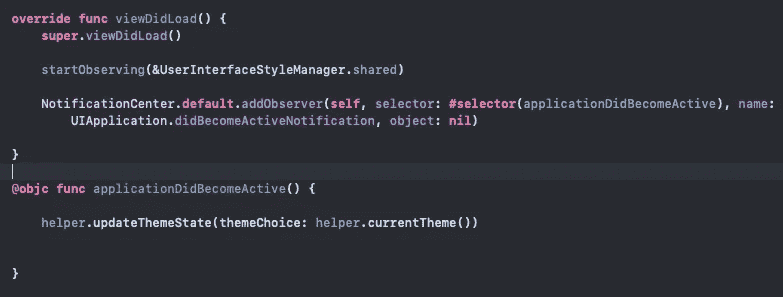 override func viewDidLoad() {
super.viewDidLoad()
startObserving(&UserInterfaceStyleManager.shared)
NotificationCenter.default.addObserver(self, selector: #selector(applicationDidBecomeActive), name:
UIApplication.didBecomeActiveNotification, object: nil)
}
@objc func applicationDidBecomeActive() {
helper.updateThemeState(themeChoice: helper.currentTheme())
}